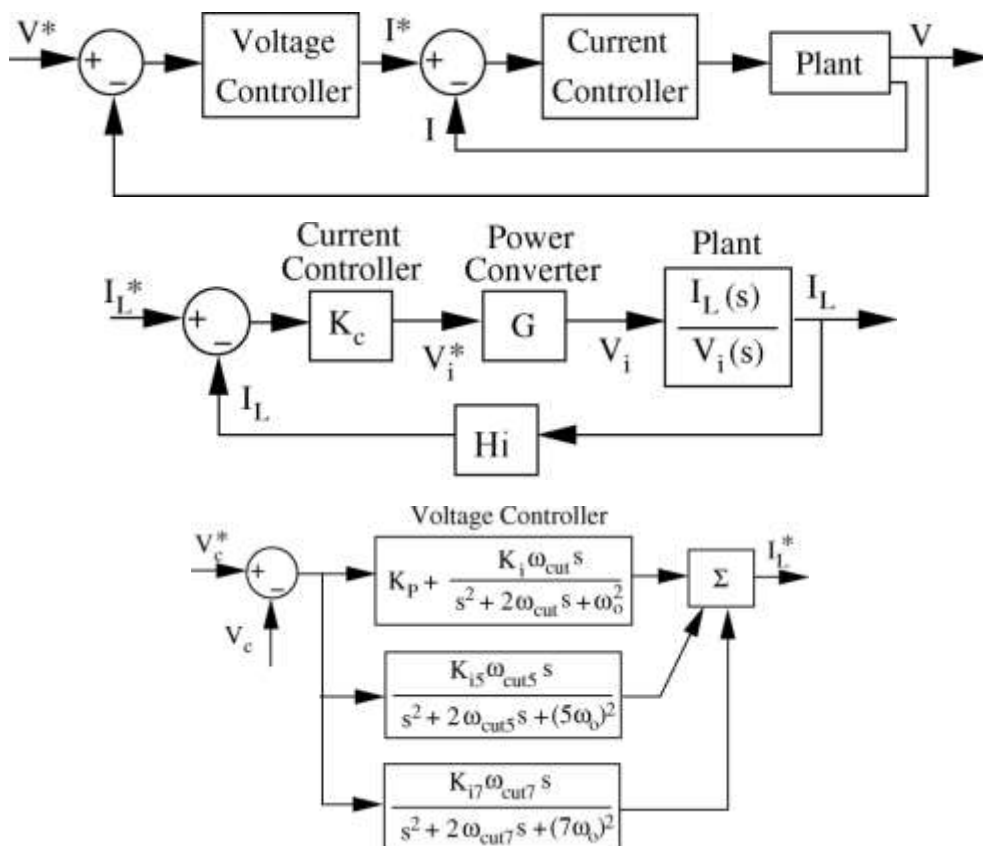 V* + − Voltage Controller I* + − Current Controller Plant V
I
Current Controller Power Converter Plant
I_L* + − K_c V_i* G V_i I_L(s) / V_i(s) I_L
I_L Hi
Voltage Controller
V_c* + − K_P + K_i ω_cut s / s² + 2ω_cut s + ω_o² Σ I_L*
V_c
K_i5 ω_cut5 s / s² + 2ω_cut5 s + (5ω_o)²
K_i7 ω_cut7 s / s² + 2ω_cut7 s + (7ω_o)²